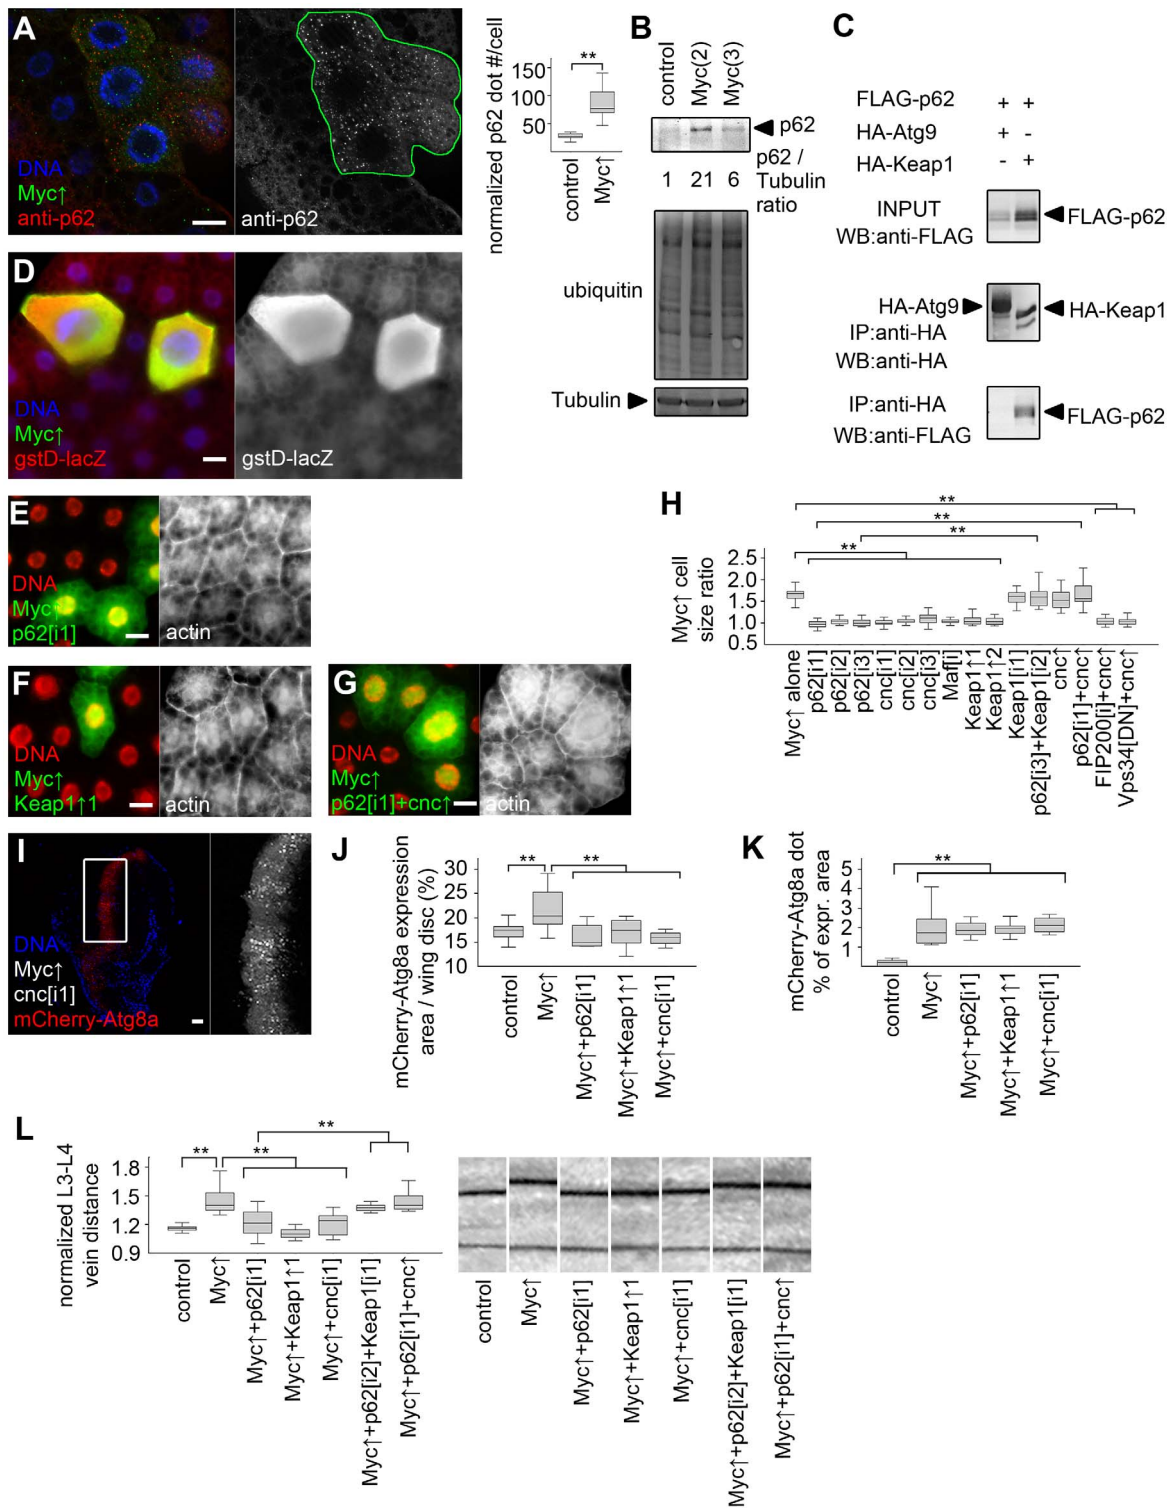 A
DNA
Myc↑
anti-p62
anti-p62
normalized p62 dot #/cell
150
100
50
**
control
Myc↑
B
control
Myc(2)
Myc(3)
p62
1 21 6
p62 /
Tubulin
ratio
ubiquitin
Tubulin
C
FLAG-p62 + +
HA-Atg9 + -
HA-Keap1 - +
INPUT
WB:anti-FLAG
FLAG-p62
HA-Atg9
HA-Keap1
IP:anti-HA
WB:anti-HA
IP:anti-HA
WB:anti-FLAG
FLAG-p62
D
DNA
Myc↑
gstD-lacZ
gstD-lacZ
E
DNA
Myc↑
p62[i1]
actin
F
DNA
Myc↑
Keap1↑1
actin
G
DNA
Myc↑
p62[i1]+cnc↑
actin
H
Myc↑ cell
size ratio
2.5
2.0
1.5
1.0
0.5
**
**
**
**
Myc↑ alone
p62[i1]
p62[i2]
p62[i3]
cnc[i1]
cnc[i2]
cnc[i3]
Maf[i]
Keap1↑1
Keap1↑2
Keap1[i1]
p62[i3]+Keap1[i2]
cnc↑
p62[i1]+cnc↑
FIP200[i]+cnc↑
Vps34[DN]+cnc↑
I
DNA
Myc↑
cnc[i1]
mCherry-Atg8a
J
mCherry-Atg8a expression
area / wing disc (%)
30
25
20
15
10
**
**
control
Myc↑
Myc↑+p62[i1]
Myc↑+Keap1↑1
Myc↑+cnc[i1]
K
mCherry-Atg8a dot
% of expr. area
5
4
3
2
1
**
control
Myc↑
Myc↑+p62[i1]
Myc↑+Keap1↑1
Myc↑+cnc[i1]
L
normalized L3-L4
vein distance
1.8
1.5
1.2
0.9
**
**
**
control
Myc↑
Myc↑+p62[i1]
Myc↑+Keap1↑1
Myc↑+cnc[i1]
Myc↑+p62[i2]+Keap1[i1]
Myc↑+p62[i1]+cnc↑
control
Myc↑
Myc↑+p62[i1]
Myc↑+Keap1↑1
Myc↑+cnc[i1]
Myc↑+p62[i2]+Keap1[i1]
Myc↑+p62[i1]+cnc↑